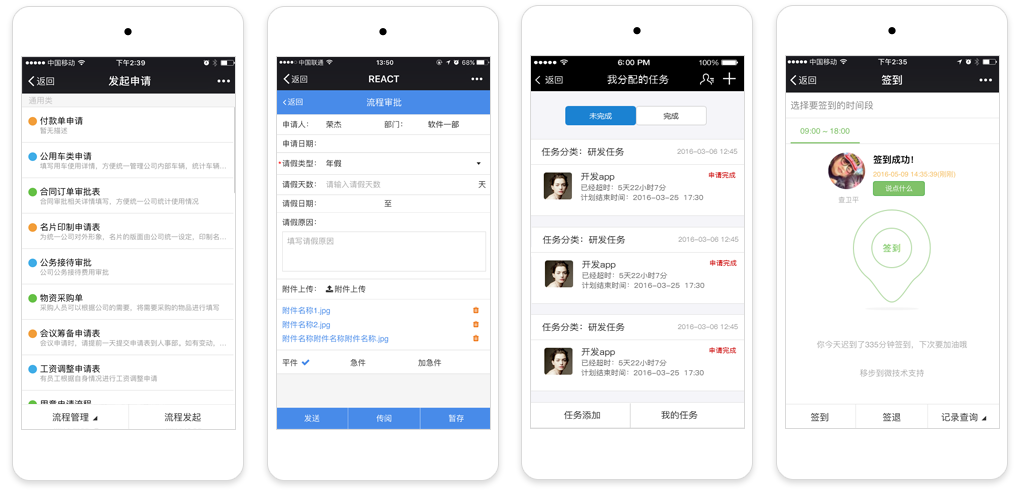 中国移动 下午2:39
返回 发起申请
通用类
付款单申请
暂无描述
公用车类申请
填写用车使用详情，方便统一管理公司内部车辆，统计车辆...
合同订单审批表
合同审批相关详情填写，方便统一公司统计使用情况
名片印制申请表
为统一公司对外形象，名片的版面由公司统一设定，印制名...
公务接待审批
公司公务接待费用审批
物资采购单
采购人员可以根据公司的需要，将需要采购的物品进行填写
会议筹备申请表
会议申请时，请提前一天提交申请表到人事部。如有变动，...
工资调整申请表
有员工根据自身情况进行工资调整申请
用章申请流程
流程管理 流程发起
中国联通 13:50 68%
返回 REACT
返回 流程审批
申请人： 荣杰 部门： 软件一部
申请日期：
*请假类型： 年假
请假天数： 请输入请假天数 天
请假日期： 至
请假原因：
填写请假原因
附件上传： 附件上传
附件名称1.jpg
附件名称2.jpg
附件名称附件名称附件名称.jpg
平件 急件 加急件
发送 传阅 暂存
6:00 PM 100%
返回 我分配的任务
未完成 完成
任务分类：研发任务 2016-03-06 12:45
开发app 申请完成
已经超时：5天22小时7分
计划结束时间：2016-03-25 17:30
任务分类：研发任务 2016-03-06 12:45
开发app 申请完成
已经超时：5天22小时7分
计划结束时间：2016-03-25 17:30
任务分类：研发任务 2016-03-06 12:45
开发app 申请完成
已经超时：5天22小时7分
计划结束时间：2016-03-25 17:30
任务添加 我的任务
中国移动 下午2:35
返回 签到
选择要签到的时间段
09:00 - 18:00
签到成功！
2016-05-09 14:35:39(刚刚)
说点什么
曹卫平
签到
你今天迟到了335分钟签到，下次要加油哦
移步到微技术支持
签到 签退 记录查询